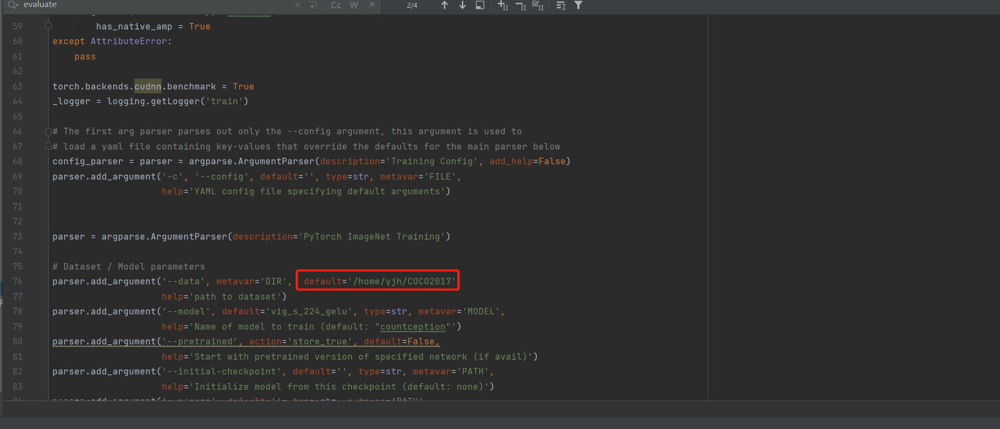 evaluate
Cc W .* 2/4
59 has_native_amp = True
60 except AttributeError:
61 pass
62
63 torch.backends.cudnn.benchmark = True
64 _logger = logging.getLogger('train')
65
66 # The first arg parser parses out only the --config argument, this argument is used to
67 # load a yaml file containing key-values that override the defaults for the main parser below
68 config_parser = parser = argparse.ArgumentParser(description='Training Config', add_help=False)
69 parser.add_argument('-c', '--config', default='', type=str, metavar='FILE',
70 help='YAML config file specifying default arguments')
71
72
73 parser = argparse.ArgumentParser(description='PyTorch ImageNet Training')
74
75 # Dataset / Model parameters
76 parser.add_argument('--data', metavar='DIR', default='/home/yjh/COCO2017'
77 help='path to dataset')
78 parser.add_argument('--model', default='vig_s_224_gelu', type=str, metavar='MODEL',
79 help='Name of model to train (default: "countception"')
80 parser.add_argument('--pretrained', action='store_true', default=False,
81 help='Start with pretrained version of specified network (if avail)')
82 parser.add_argument('--initial-checkpoint', default='', type=str, metavar='PATH',
83 help='Initialize model from this checkpoint (default: none)')